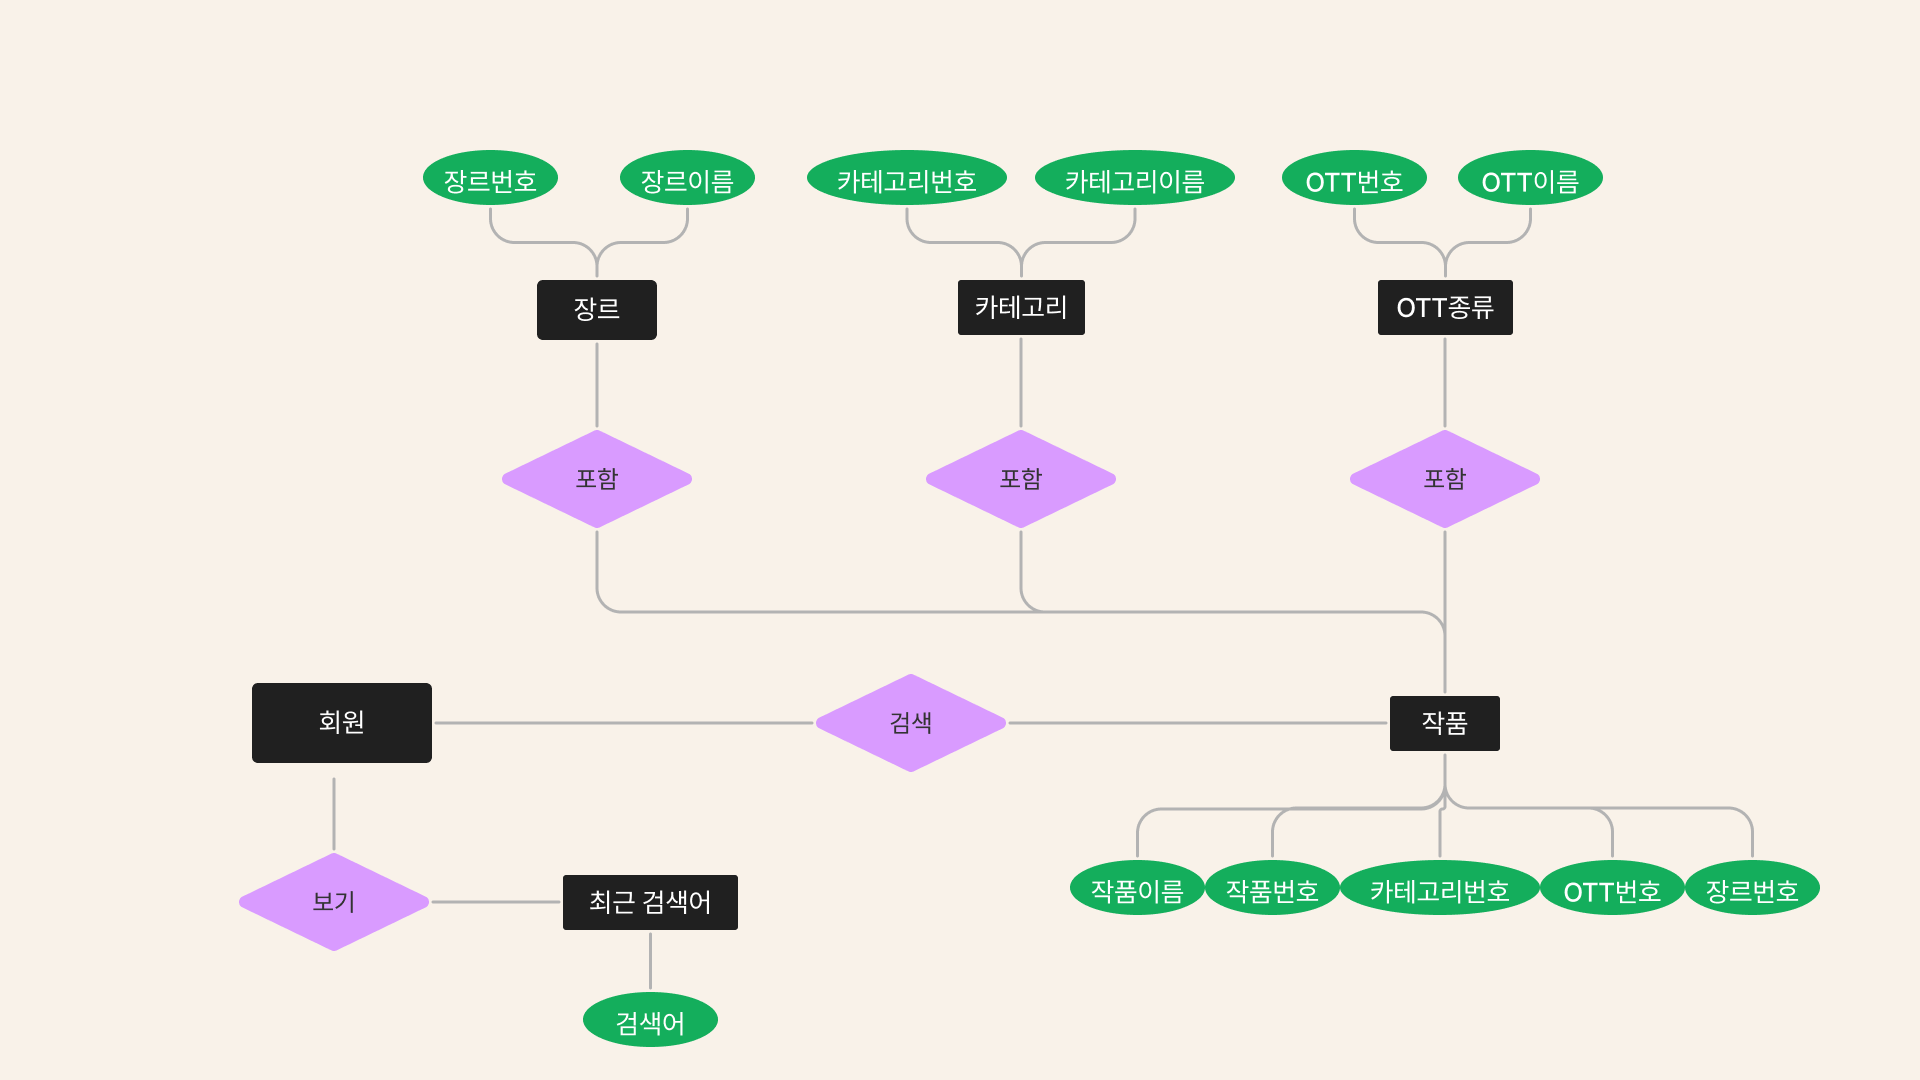 장르번호
장르이름
카테고리번호
카테고리이름
OTT번호
OTT이름
장르
카테고리
OTT종류
포함
포함
포함
회원
검색
작품
작품이름
작품번호
카테고리번호
OTT번호
장르번호
보기
최근 검색어
검색어